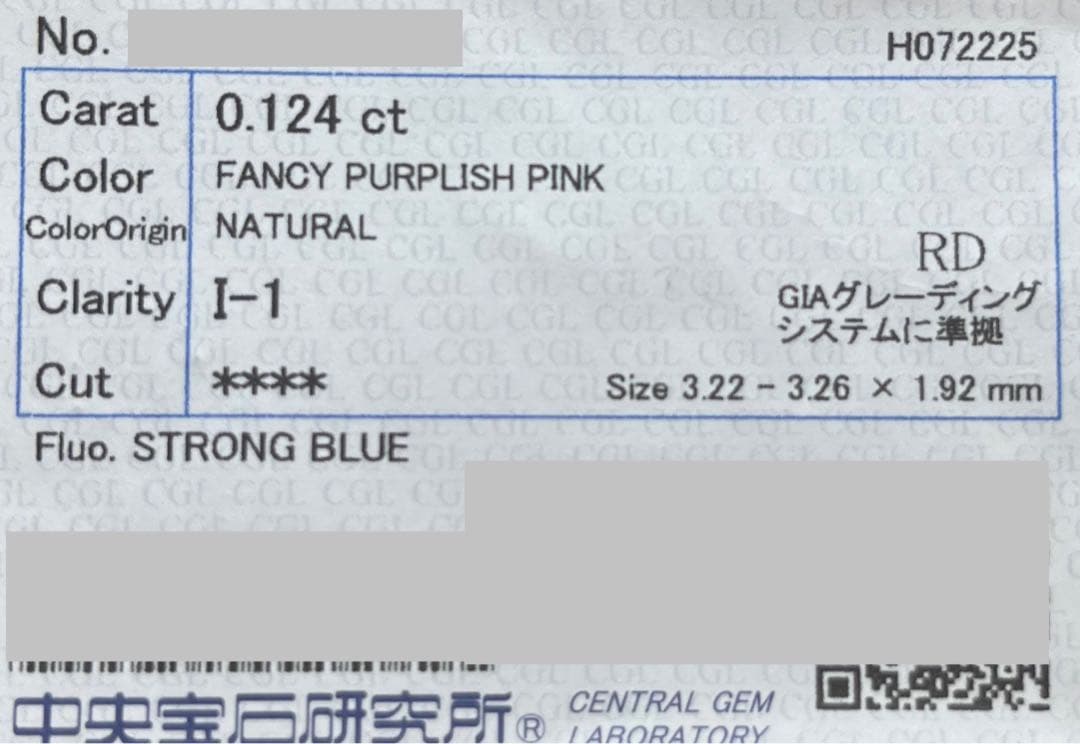 No. H072225
Carat 0.124 ct
Color FANCY PURPLISH PINK
ColorOrigin NATURAL
RD
Clarity I-1
GIAグレーディング
システムに準拠
Cut ****
Size 3.22 - 3.26 × 1.92 mm
Fluo. STRONG BLUE
中央宝石研究所® CENTRAL GEM
LABORATORY